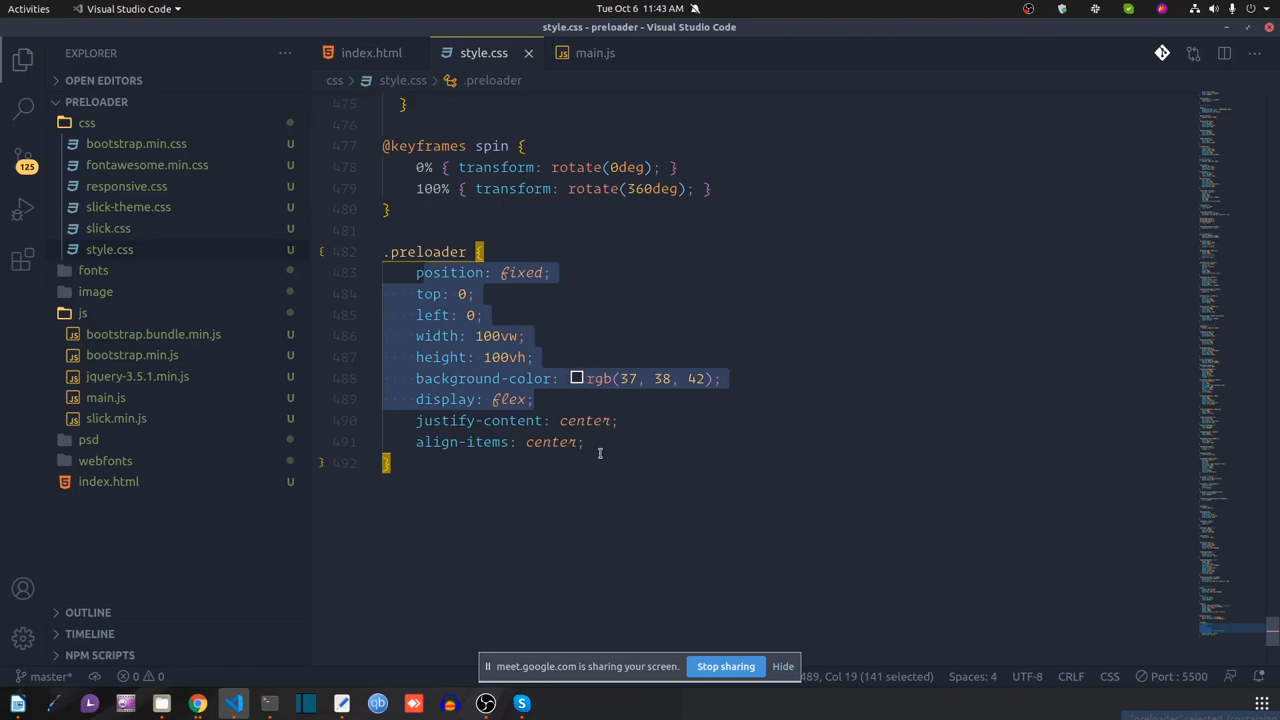 Activities
Visual Studio Code
Tue Oct 6 11:43 AM
style.css - preloader - Visual Studio Code
EXPLORER
index.html
style.css
main.js
OPEN EDITORS
css > style.css > .preloader
PRELOADER
css
bootstrap.min.css U
fontawesome.min.css U
responsive.css U
slick-theme.css U
slick.css U
style.css U
fonts
image
js
bootstrap.bundle.min.js U
bootstrap.min.js U
jquery-3.5.1.min.js U
main.js U
slick.min.js U
psd
webfonts
index.html U
OUTLINE
TIMELINE
NPM SCRIPTS
125
475 }
476
477 @keyframes spin {
478 0% { transform: rotate(0deg); }
479 100% { transform: rotate(360deg); }
480 }
481
{ 482 .preloader {
483 position: fixed;
484 top: 0;
485 left: 0;
486 width: 100vw;
487 height: 100vh;
488 background-color: rgb(37, 38, 42);
489 display: flex;
490 justify-content: center;
491 align-items: center;
} 492 }
meet.google.com is sharing your screen. Stop sharing Hide
master*
0 0
489, Col 19 (141 selected)
Spaces: 4
UTF-8
CRLF
CSS
Port : 5500